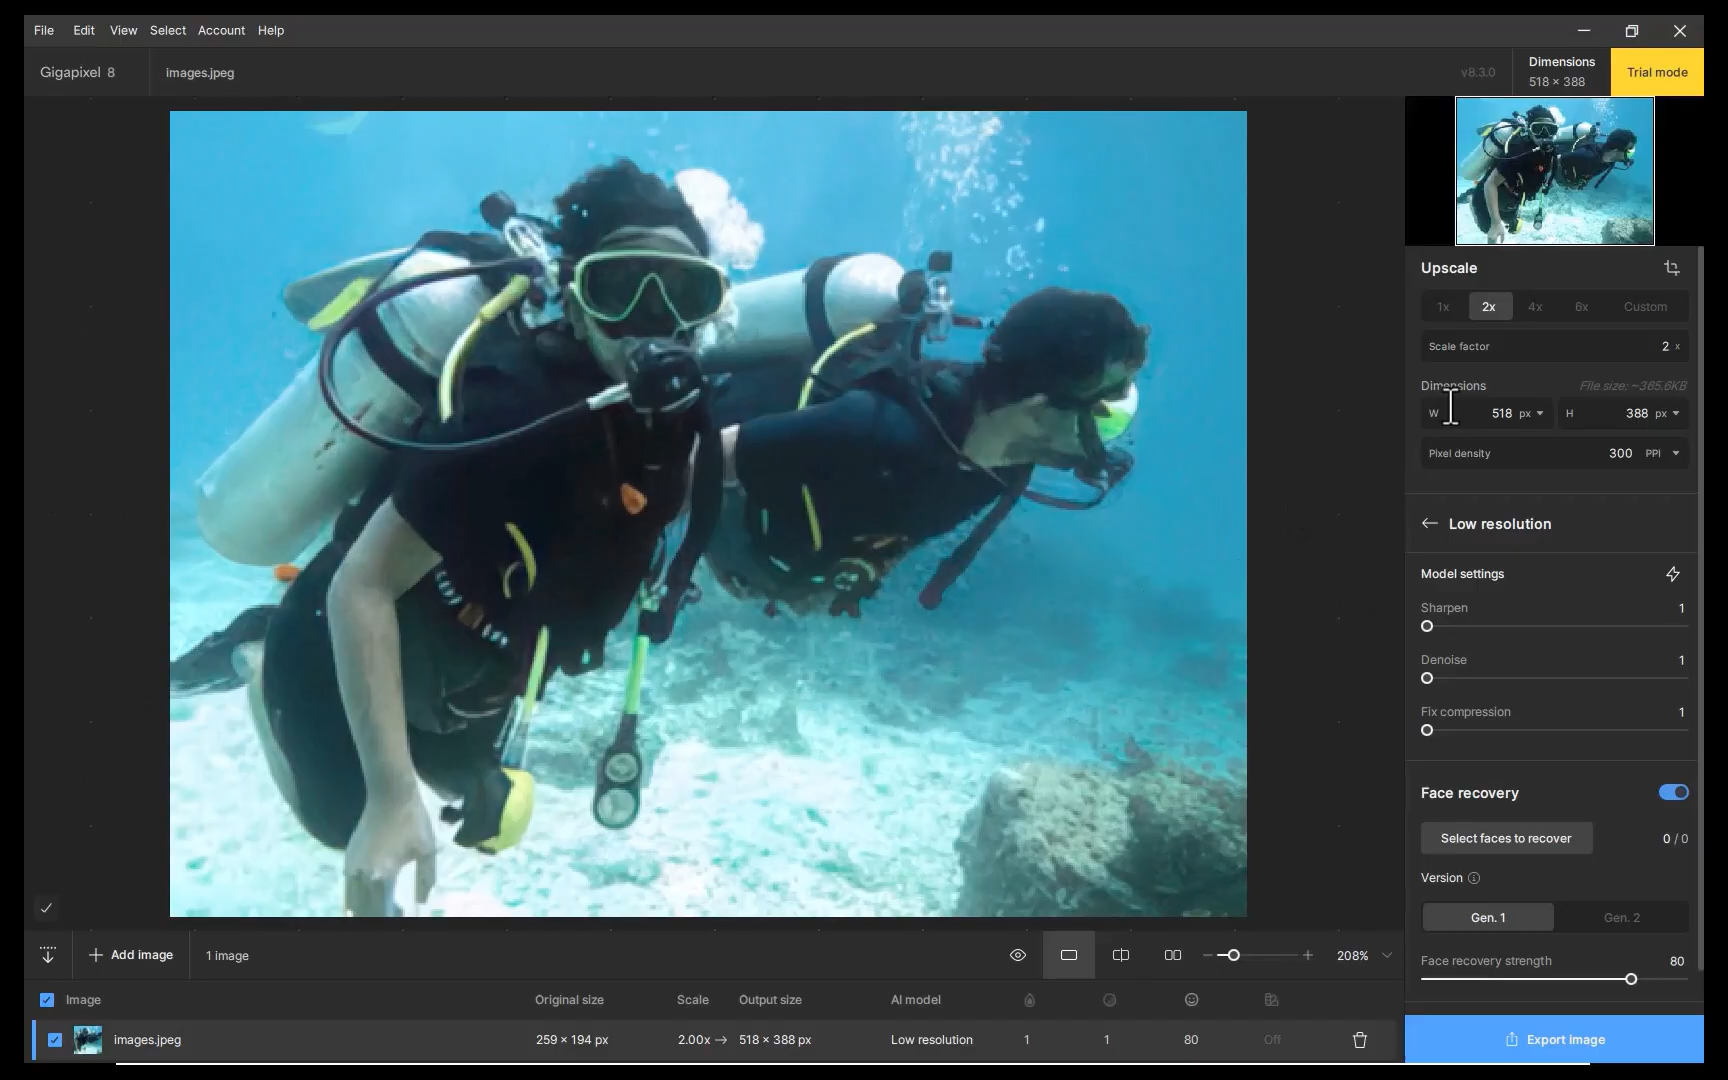 File Edit View Select Account Help
Gigapixel 8 images.jpeg v8.3.0 Dimensions 518 × 388 Trial mode
Upscale
1x 2x 4x 6x Custom
Scale factor 2 x
Dimensions File size: ~365.6KB
W 518 px H 388 px
Pixel density 300 PPI
Low resolution
Model settings
Sharpen 1
Denoise 1
Fix compression 1
Face recovery
Select faces to recover 0 / 0
Version
Gen. 1 Gen. 2
Face recovery strength 80
Add image 1 image 208%
Image Original size Scale Output size AI model
images.jpeg 259 × 194 px 2.00x → 518 × 388 px Low resolution 1 1 80 Off
Export image